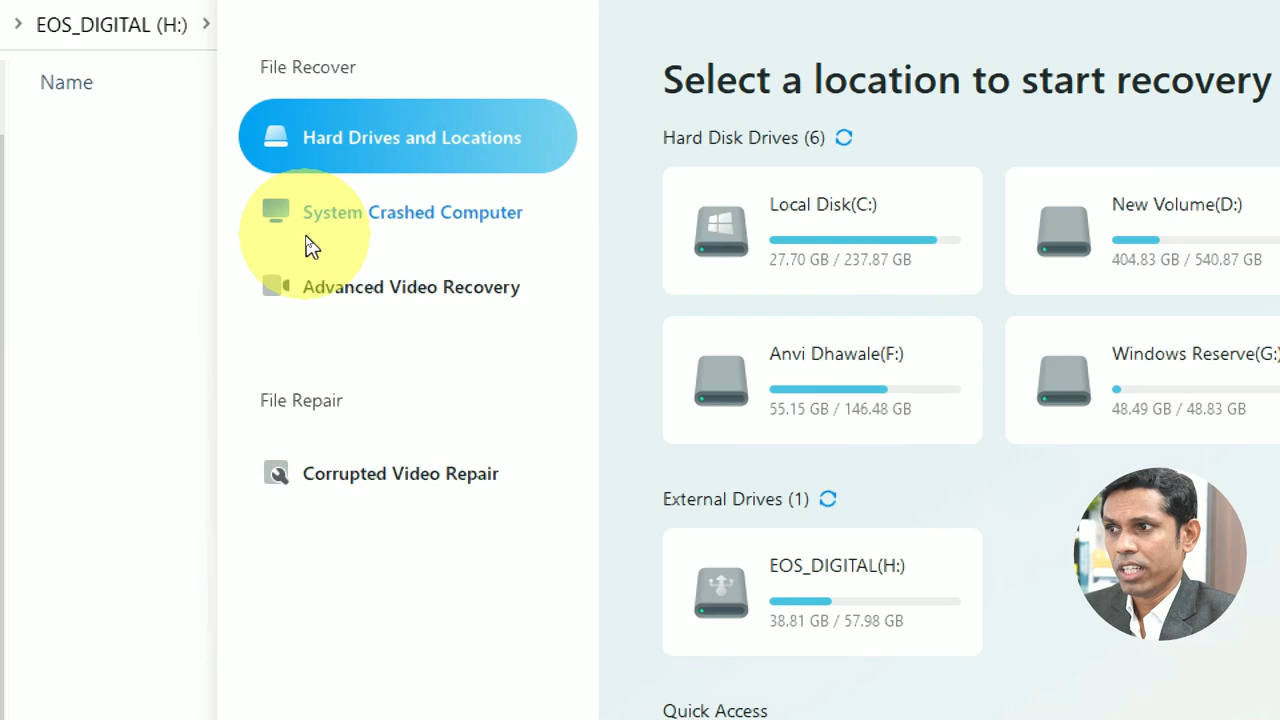 EOS_DIGITAL (H:)
Name
File Recover
Hard Drives and Locations
System Crashed Computer
Advanced Video Recovery
File Repair
Corrupted Video Repair
Select a location to start recovery
Hard Disk Drives (6)
Local Disk(C:)
27.70 GB / 237.87 GB
New Volume(D:)
404.83 GB / 540.87 GB
Anvi Dhawale(F:)
55.15 GB / 146.48 GB
Windows Reserve(G:)
48.49 GB / 48.83 GB
External Drives (1)
EOS_DIGITAL(H:)
38.81 GB / 57.98 GB
Quick Access